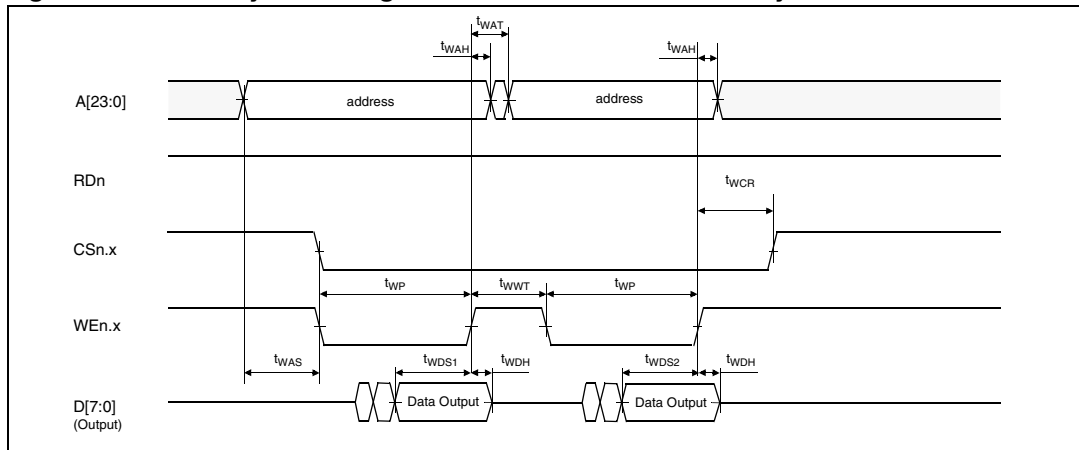 tWAT
tWAH
tWAH
A[23:0]
address
address
RDn
tWCR
CSn.x
tWP
tWWT
tWP
WEn.x
tWAS
tWDS1
tWDH
tWDS2
tWDH
D[7:0]
(Output)
Data Output
Data Output